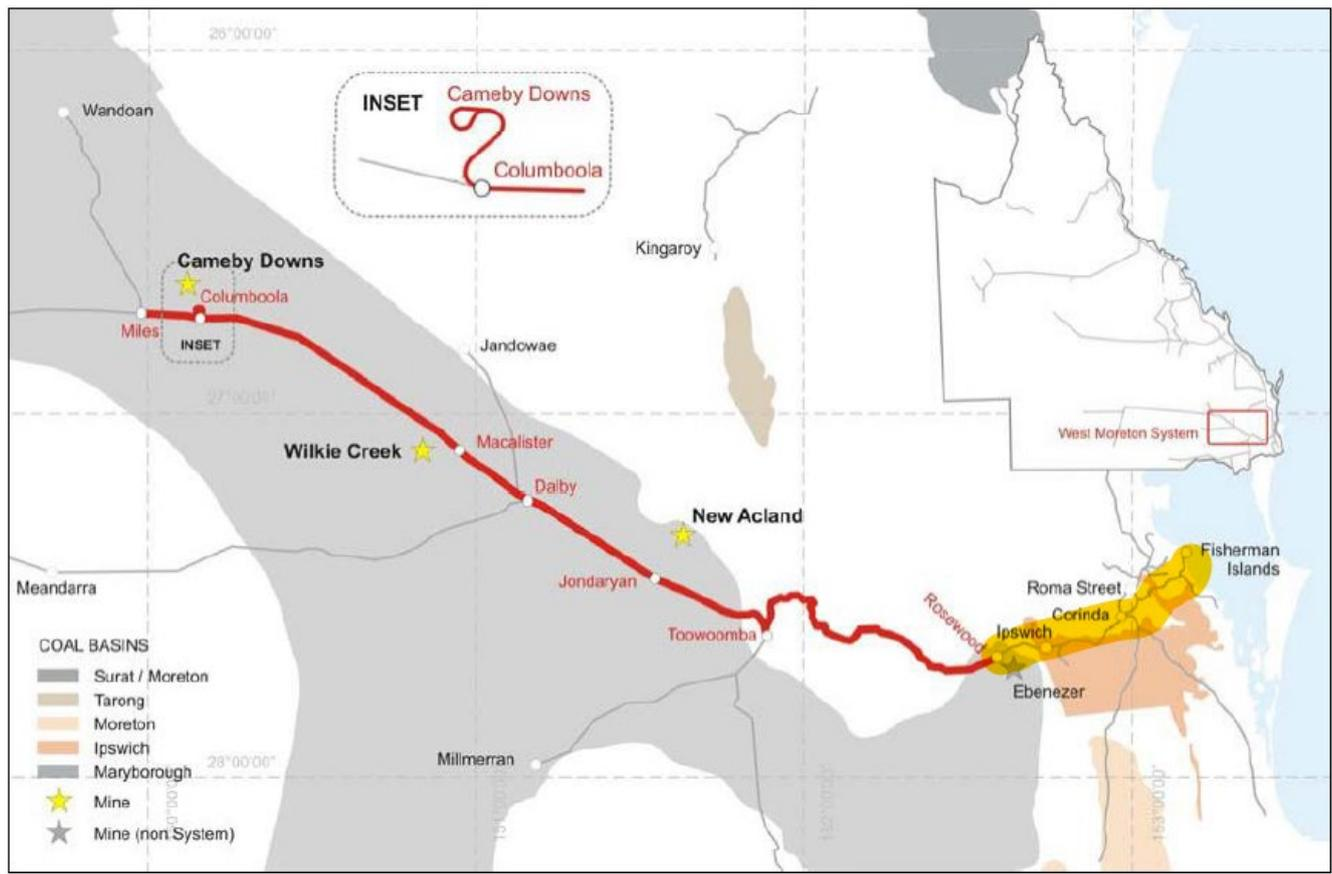 26°00'00"
Wandoan
INSET
Cameby Downs
Columboola
Kingaroy
Cameby Downs
Columboola
Miles
INSET
Jandowae
27°00'00"
West Moreton System
Wilkie Creek
Macalister
Dalby
New Acland
Meandarra
Jondaryan
Fisherman
Islands
Roma Street
Corinda
Rosewood
Ipswich
Toowoomba
Ebenezer
COAL BASINS
Surat / Moreton
Tarong
Moreton
Ipswich
Maryborough
Mine
Mine (non System)
Millmerran
28°00'00"
152°00'00"
153°00'00"